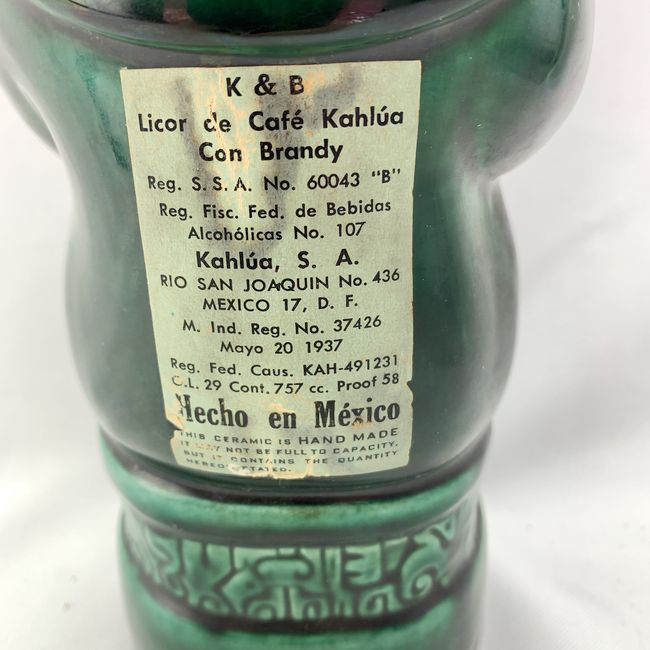 K & B
Licor de Café Kahlúa
Con Brandy
Reg. S. S. A. No. 60043 "B"
Reg. Fisc. Fed. de Bebidas
Alcohólicas No. 107
Kahlúa, S. A.
RIO SAN JOAQUIN No. 436
MEXICO 17, D. F.
M. Ind. Reg. No. 37426
Mayo 20 1937
Reg. Fed. Caus. KAH-491231
C.L. 29 Cont. 757 cc. Proof 58
Hecho en México
THIS CERAMIC IS HAND MADE
IT MAY NOT BE FULL TO CAPACITY,
BUT IT CONTAINS THE QUANTITY
HEREON STATED.